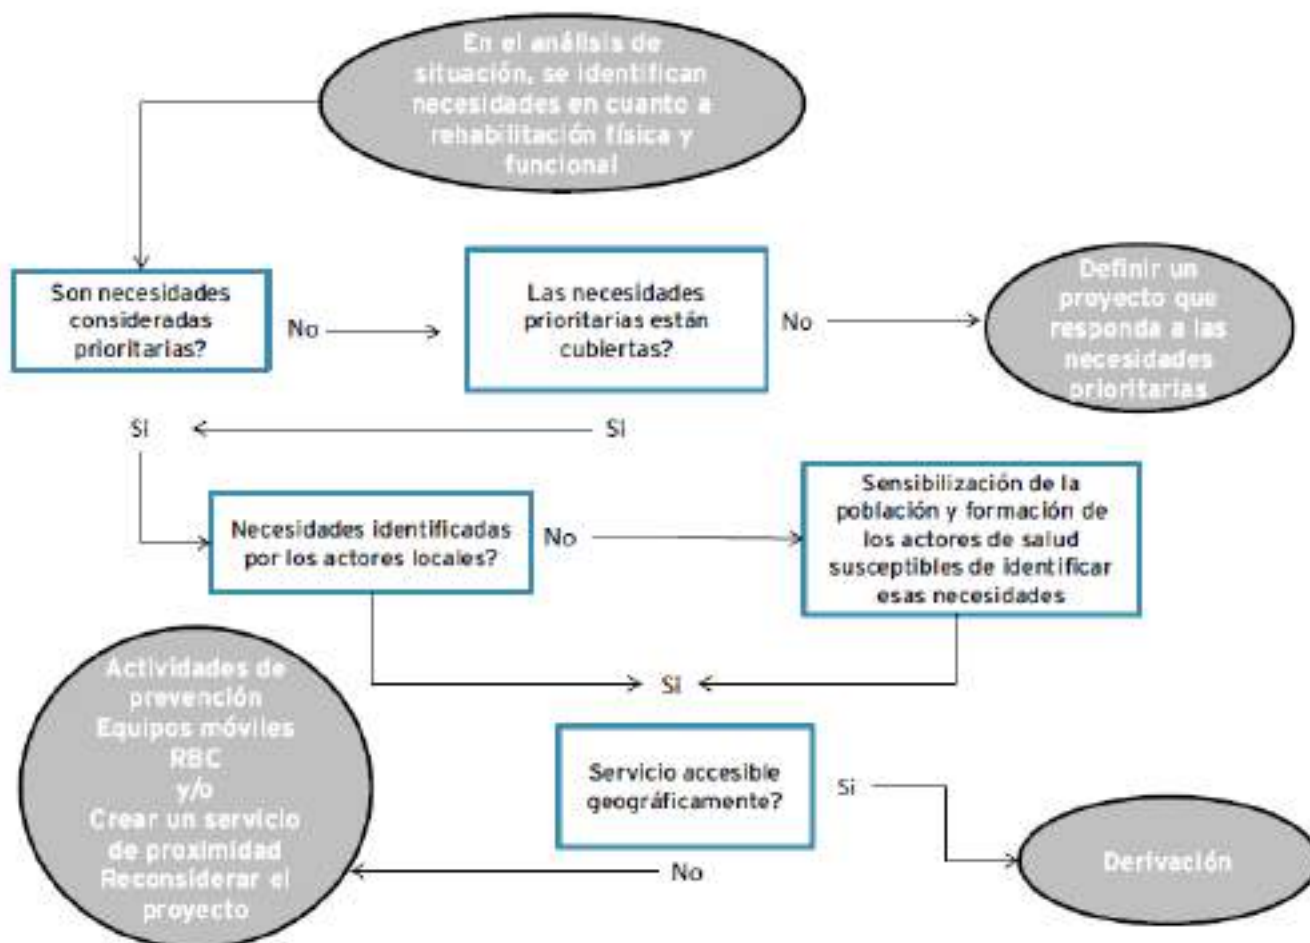 En el análisis de
situación, se identifican
necesidades en cuanto a
rehabilitación física y
funcional
Son necesidades
consideradas
prioritarias?
No
Las necesidades
prioritarias están
cubiertas?
No
Definir un
proyecto que
responda a las
necesidades
prioritarias
Si
Si
Necesidades identificadas
por los actores locales?
No
Sensibilización de la
población y formación de
los actores de salud
susceptibles de identificar
esas necesidades
Si
Actividades de
prevención
Equipos móviles
RBC
y/o
Crear un servicio
de proximidad
Reconsiderar el
proyecto
Servicio accesible
geográficamente?
Si
No
Derivación